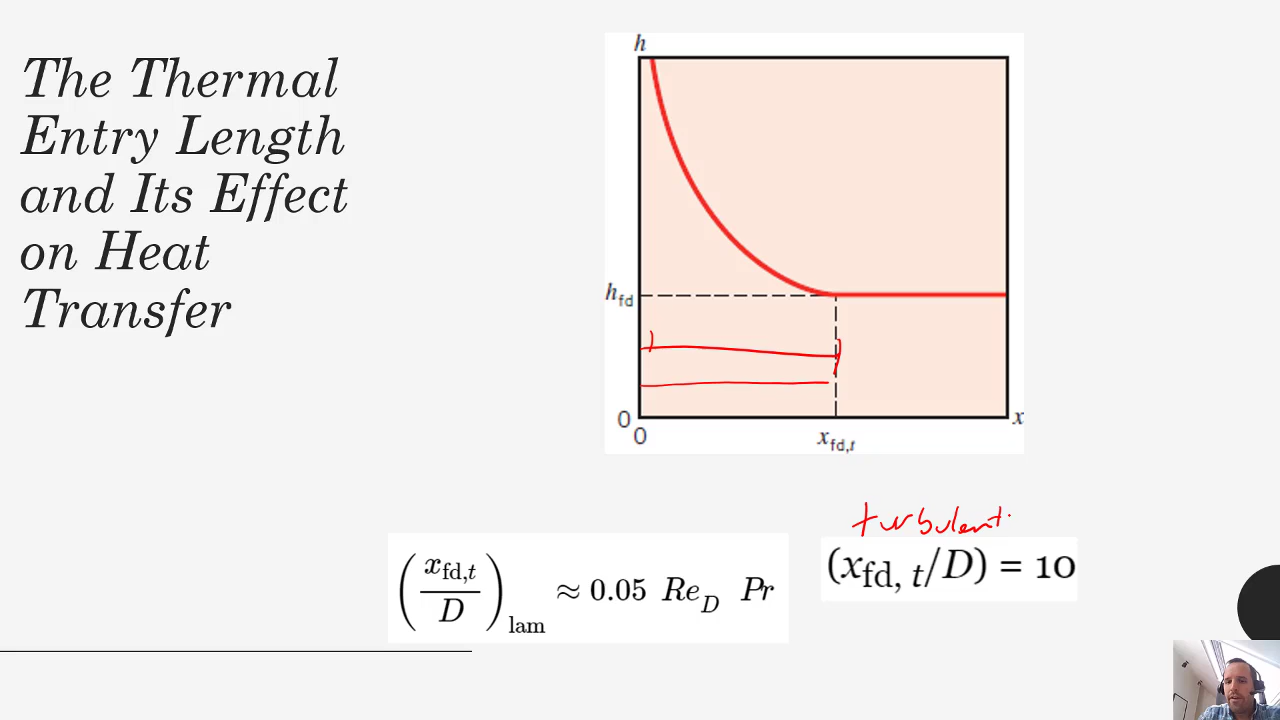 The Thermal
Entry Length
and Its Effect
on Heat
Transfer
h
h_fd
0
0
x_fd,t
x
turbulent
(x_fd,t / D)_lam ≈ 0.05 Re_D Pr
(x_fd, t/D) = 10